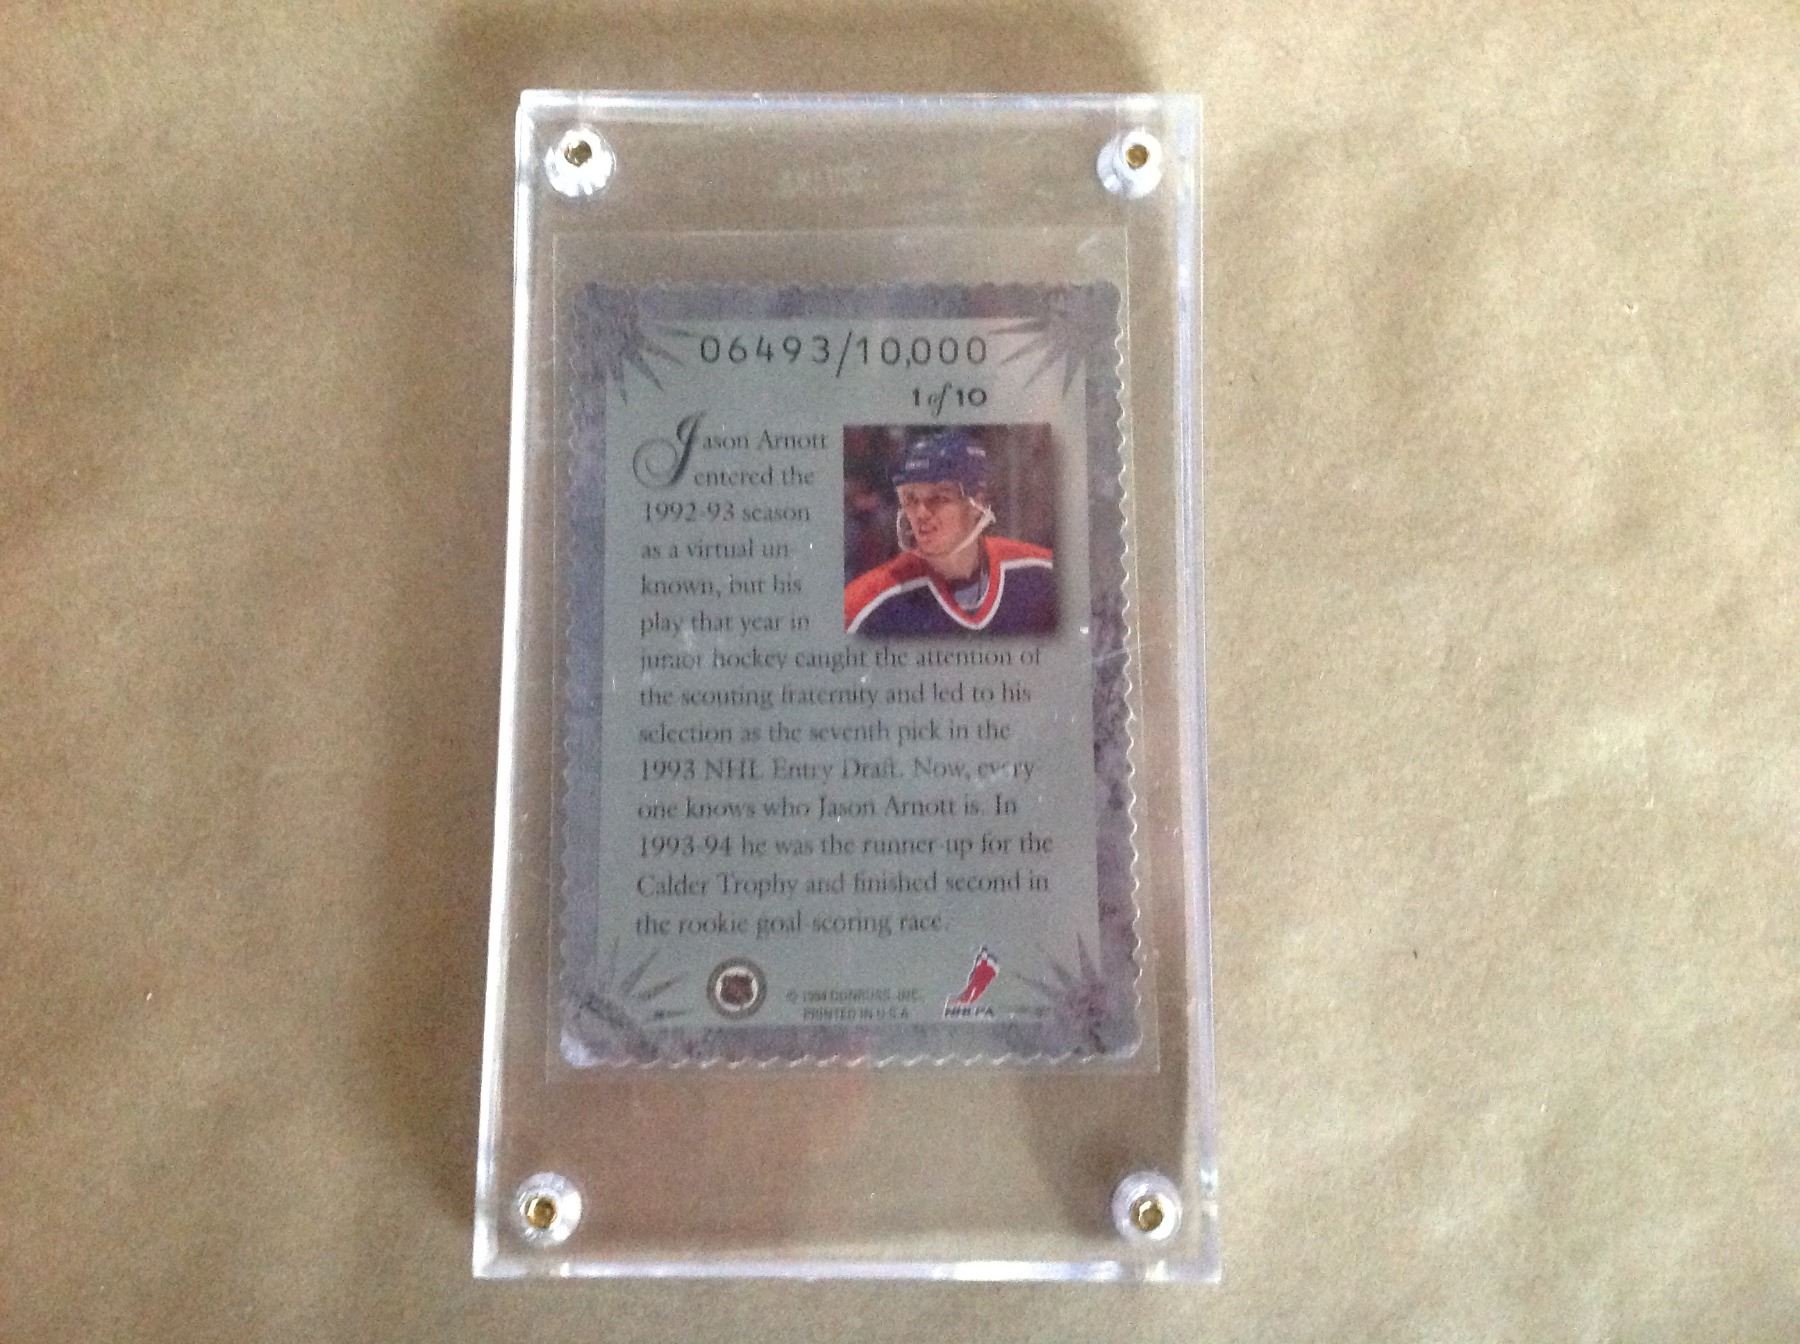 06493/10,000
1 of 10
Jason Arnott
entered the
1992-93 season
as a virtual un-
known, but his
play that year in
junior hockey caught the attention of
the scouting fraternity and led to his
selection as the seventh pick in the
1993 NHL Entry Draft. Now, every
one knows who Jason Arnott is. In
1993-94 he was the runner-up for the
Calder Trophy and finished second in
the rookie goal-scoring race.
© 1994 DONRUSS, INC.
PRINTED IN U.S.A.
NHLPA